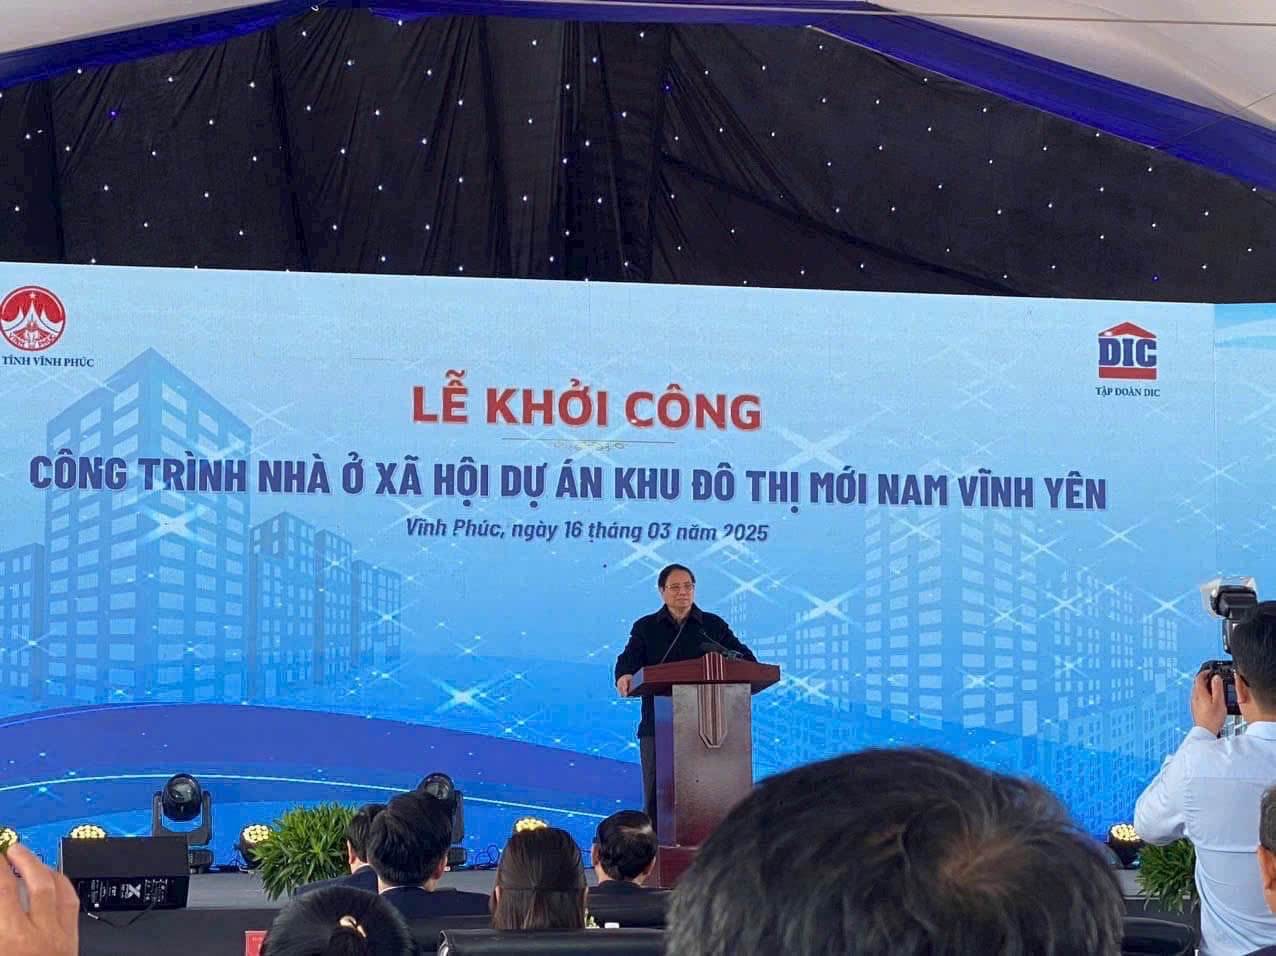 TỈNH VĨNH PHÚC
DIC
TẬP ĐOÀN DIC
LỄ KHỞI CÔNG
CÔNG TRÌNH NHÀ Ở XÃ HỘI DỰ ÁN KHU ĐÔ THỊ MỚI NAM VĨNH YÊN
Vĩnh Phúc, ngày 16 tháng 03 năm 2025